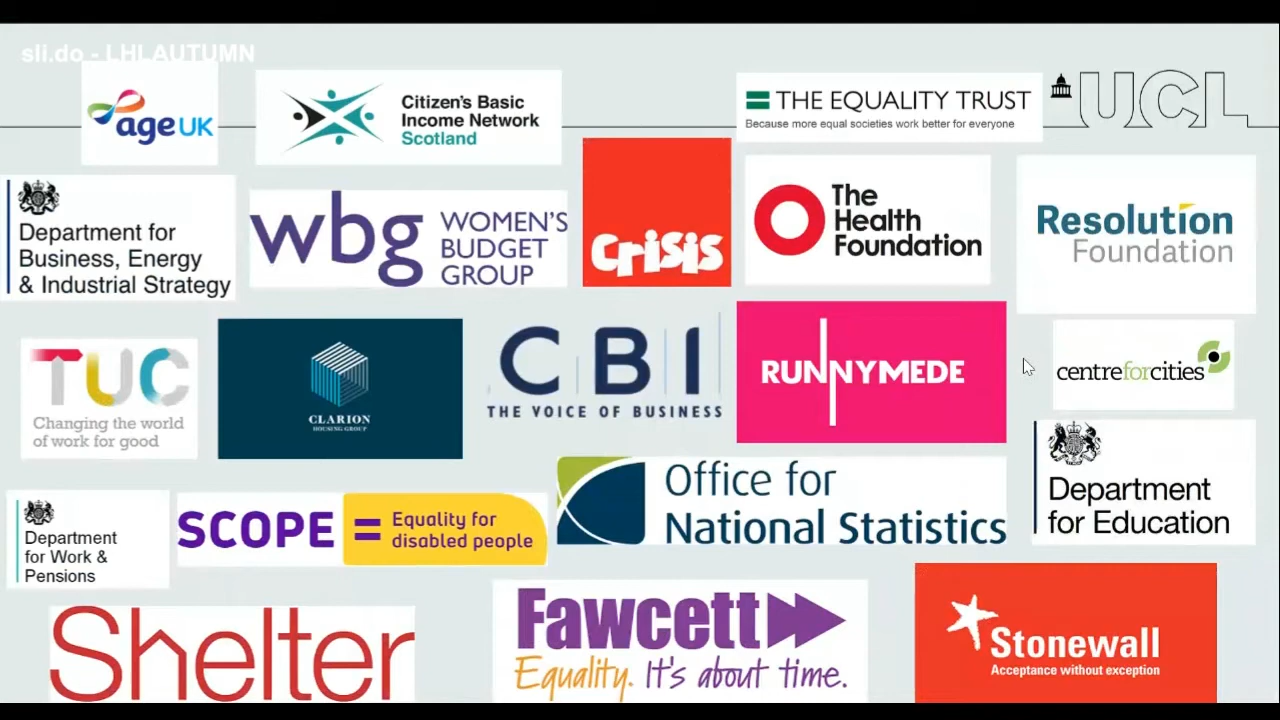 sli.do - LHLAUTUMN
age UK
Citizen's Basic
Income Network
Scotland
THE EQUALITY TRUST
Because more equal societies work better for everyone
UCL
Department for
Business, Energy
& Industrial Strategy
wbg WOMEN'S
BUDGET
GROUP
Crisis
The
Health
Foundation
Resolution
Foundation
TUC
Changing the world
of work for good
CLARION
HOUSING GROUP
CBI
THE VOICE OF BUSINESS
RUNNYMEDE
centreforcities
Department
for Work &
Pensions
SCOPE = Equality for
disabled people
Office for
National Statistics
Department
for Education
Shelter
Fawcett
Equality. It's about time.
Stonewall
Acceptance without exception